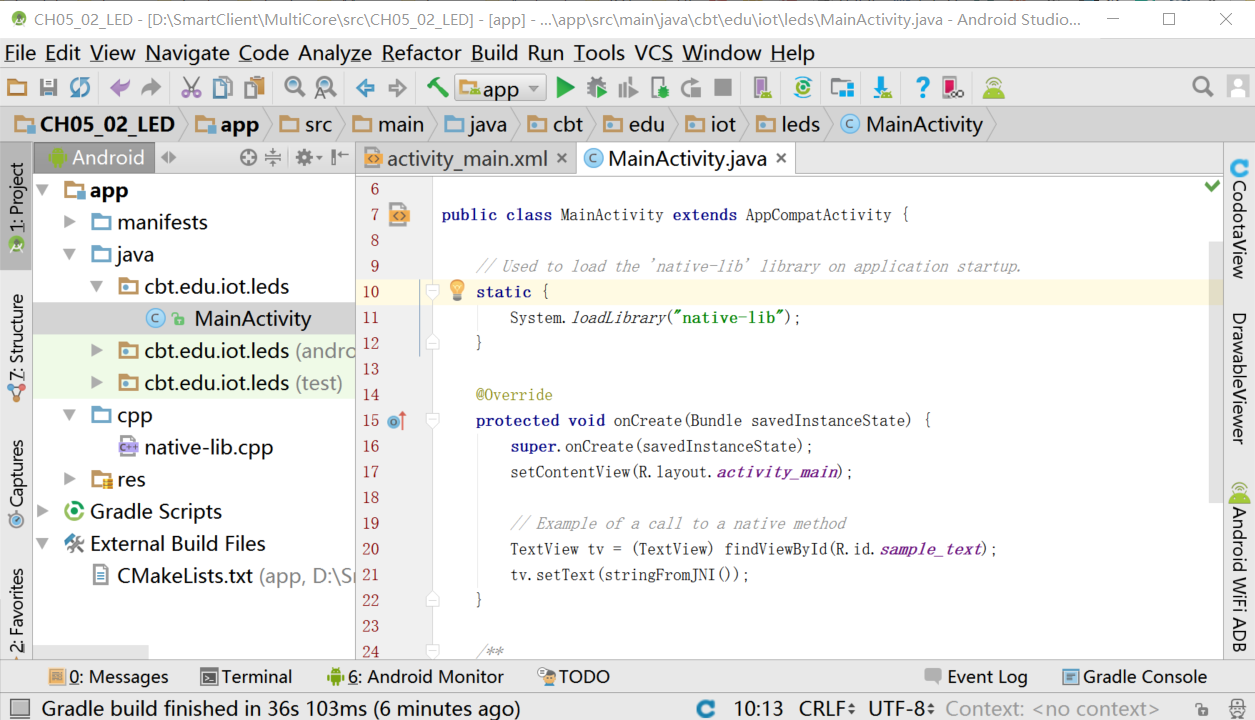 CH05_02_LED - [D:\SmartClient\MultiCore\src\CH05_02_LED] - [app] - ...\app\src\main\java\cbt\edu\iot\leds\MainActivity.java - Android Studio...
File Edit View Navigate Code Analyze Refactor Build Run Tools VCS Window Help
app
CH05_02_LED app src main java cbt edu iot leds MainActivity
Android
activity_main.xml
MainActivity.java
1: Project
7: Structure
Captures
2: Favorites
app
manifests
java
cbt.edu.iot.leds
MainActivity
cbt.edu.iot.leds (andro
cbt.edu.iot.leds (test)
cpp
native-lib.cpp
res
Gradle Scripts
External Build Files
CMakeLists.txt (app, D:\S
6
7 public class MainActivity extends AppCompatActivity {
8
9 // Used to load the 'native-lib' library on application startup.
10 static {
11 System.loadLibrary("native-lib");
12 }
13
14 @Override
15 protected void onCreate(Bundle savedInstanceState) {
16 super.onCreate(savedInstanceState);
17 setContentView(R.layout.activity_main);
18
19 // Example of a call to a native method
20 TextView tv = (TextView) findViewById(R.id.sample_text);
21 tv.setText(stringFromJNI());
22 }
23
24 /**
CodotaView
DrawableViewer
Android WiFi ADB
0: Messages Terminal 6: Android Monitor TODO Event Log Gradle Console
Gradle build finished in 36s 103ms (6 minutes ago) 10:13 CRLF UTF-8 Context: <no context>